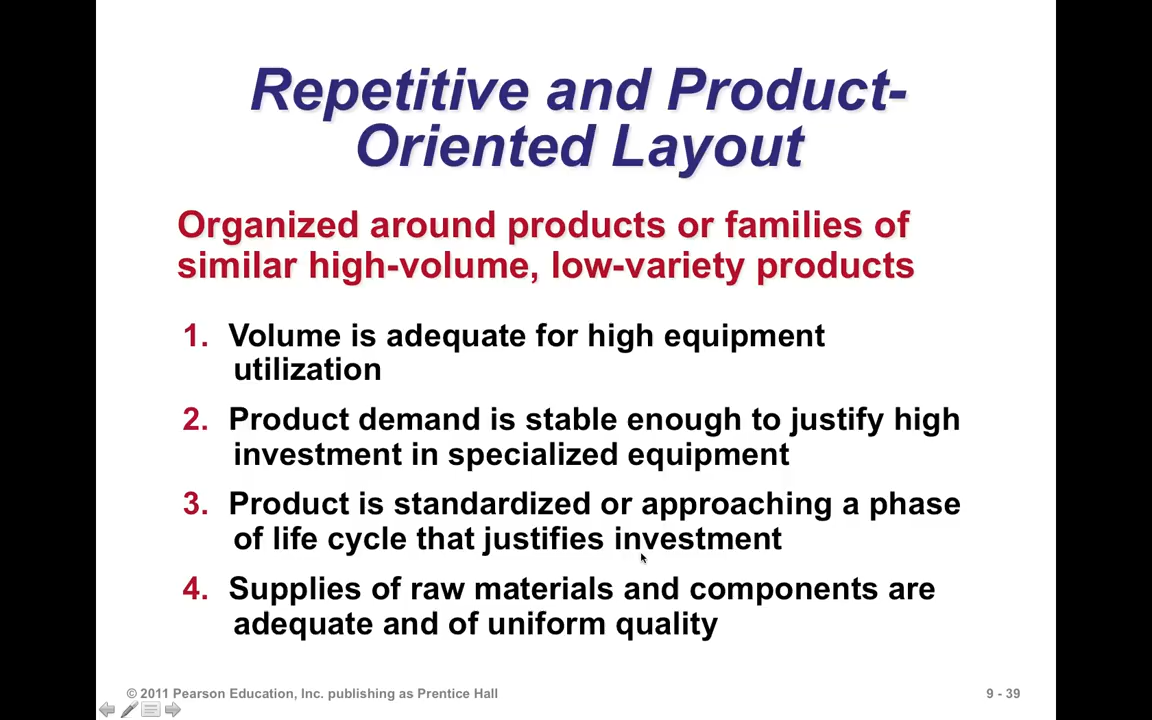 Repetitive and Product-
Oriented Layout
Organized around products or families of
similar high-volume, low-variety products
1. Volume is adequate for high equipment
utilization
2. Product demand is stable enough to justify high
investment in specialized equipment
3. Product is standardized or approaching a phase
of life cycle that justifies investment
4. Supplies of raw materials and components are
adequate and of uniform quality
© 2011 Pearson Education, Inc. publishing as Prentice Hall
9 - 39